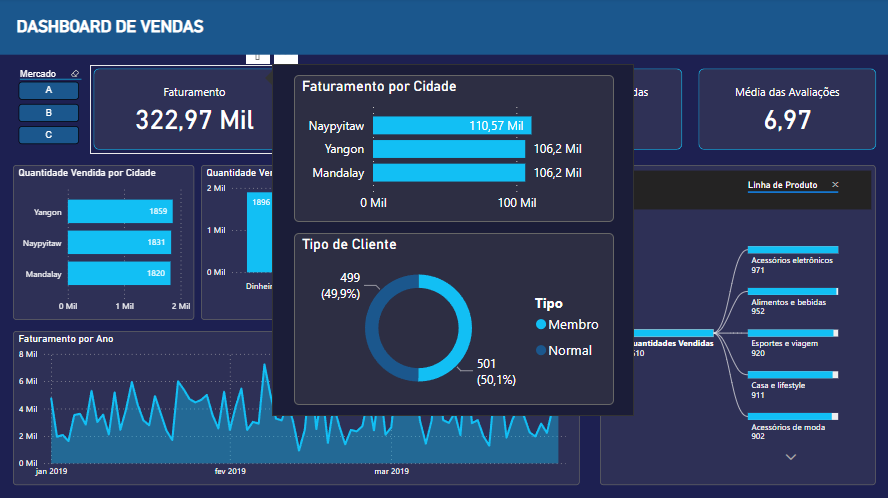 DASHBOARD DE VENDAS
Mercado
A
B
C
Faturamento
322,97 Mil
das
Média das Avaliações
6,97
Faturamento por Cidade
Naypyitaw
110,57 Mil
Yangon
106,2 Mil
Mandalay
106,2 Mil
0 Mil
100 Mil
Tipo de Cliente
499
(49,9%)
501
(50,1%)
Tipo
Membro
Normal
Quantidade Vendida por Cidade
Yangon
1859
Naypyitaw
1831
Mandalay
1820
0 Mil
1 Mil
2 Mil
Quantidade Ve
2 Mil
1 Mil
0 Mil
1896
Dinhei
Linha de Produto
uantidades Vendidas
510
Acessórios eletrônicos
971
Alimentos e bebidas
952
Esportes e viagem
920
Casa e lifestyle
911
Acessórios de moda
902
Faturamento por Ano
8 Mil
6 Mil
4 Mil
2 Mil
0 Mil
jan 2019
fev 2019
mar 2019